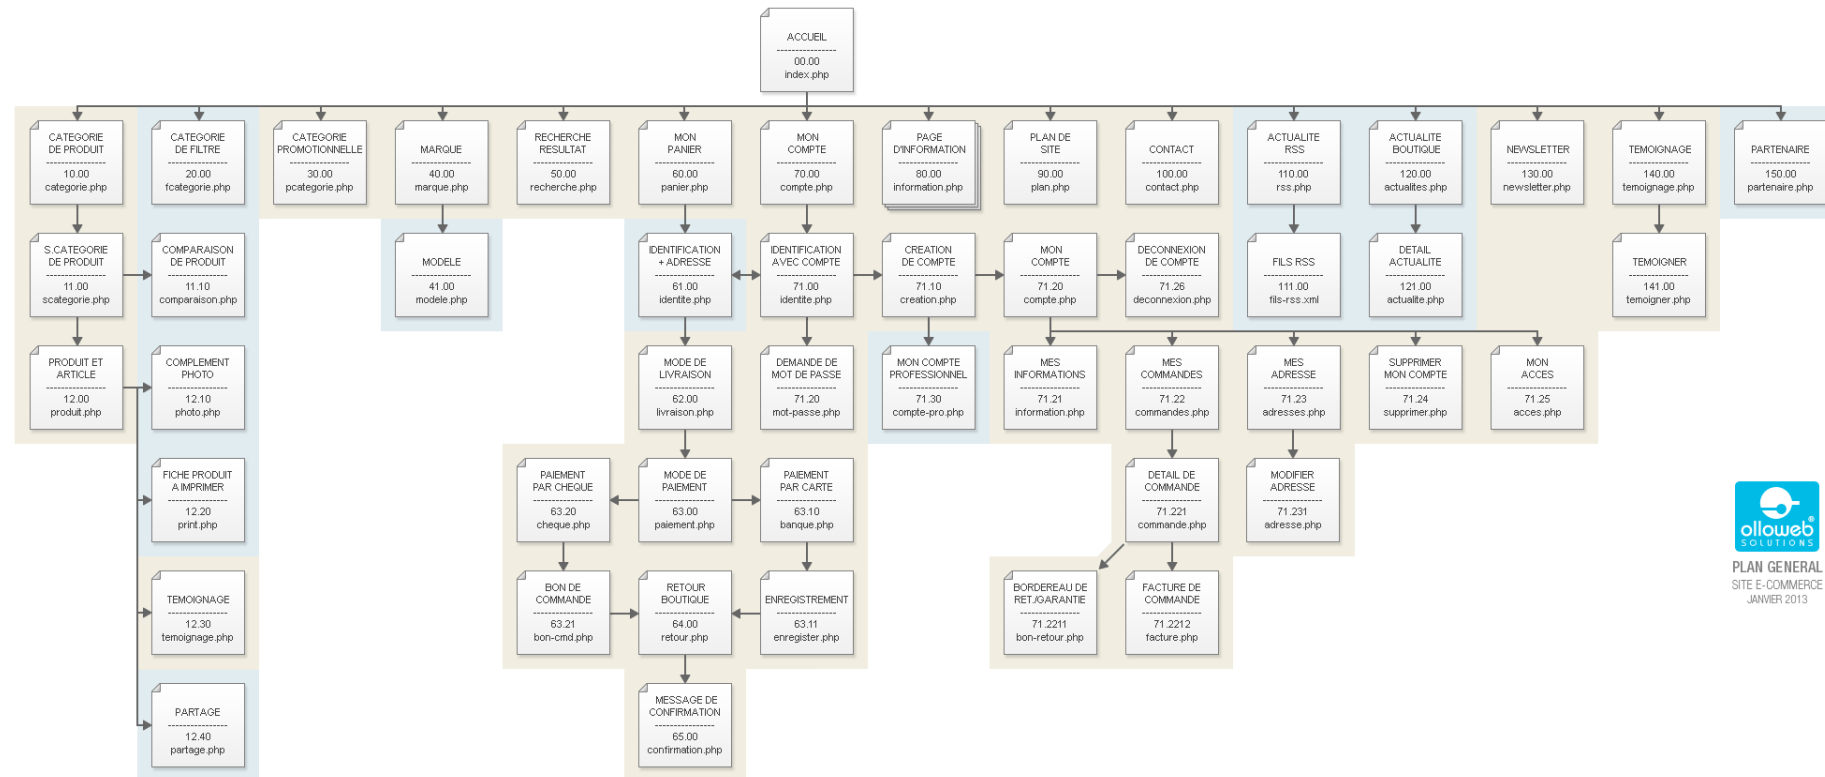 ACCUEIL
----------------
00.00
index.php
CATEGORIE
DE PRODUIT
----------------
10.00
categorie.php
CATEGORIE
DE FILTRE
----------------
20.00
fcategorie.php
CATEGORIE
PROMOTIONNELLE
----------------
30.00
pcategorie.php
MARQUE
----------------
40.00
marque.php
RECHERCHE
RESULTAT
----------------
50.00
recherche.php
MON
PANIER
----------------
60.00
panier.php
MON
COMPTE
----------------
70.00
compte.php
PAGE
D'INFORMATION
----------------
80.00
information.php
PLAN DE
SITE
----------------
90.00
plan.php
CONTACT
----------------
100.00
contact.php
ACTUALITE
RSS
----------------
110.00
rss.php
ACTUALITE
BOUTIQUE
----------------
120.00
actualites.php
NEWSLETTER
----------------
130.00
newsletter.php
TEMOIGNAGE
----------------
140.00
temoignage.php
PARTENAIRE
----------------
150.00
partenaire.php
S.CATEGORIE
DE PRODUIT
----------------
11.00
scategorie.php
COMPARAISON
DE PRODUIT
----------------
11.10
comparaison.php
MODELE
----------------
41.00
modele.php
IDENTIFICATION
+ ADRESSE
----------------
61.00
identite.php
IDENTIFICATION
AVEC COMPTE
----------------
71.00
identite.php
CREATION
DE COMPTE
----------------
71.10
creation.php
MON
COMPTE
----------------
71.20
compte.php
DECONNEXION
DE COMPTE
----------------
71.26
deconnexion.php
FILS RSS
----------------
111.00
fils-rss.xml
DETAIL
ACTUALITE
----------------
121.00
actualite.php
TEMOIGNER
----------------
141.00
temoigner.php
PRODUIT ET
ARTICLE
----------------
12.00
produit.php
COMPLEMENT
PHOTO
----------------
12.10
photo.php
MODE DE
LIVRAISON
----------------
62.00
livraison.php
DEMANDE DE
MOT DE PASSE
----------------
71.20
mot-passe.php
MON COMPTE
PROFESSIONNEL
----------------
71.30
compte-pro.php
MES
INFORMATIONS
----------------
71.21
information.php
MES
COMMANDES
----------------
71.22
commandes.php
MES
ADRESSE
----------------
71.23
adresses.php
SUPPRIMER
MON COMPTE
----------------
71.24
supprimer.php
MON
ACCES
----------------
71.25
acces.php
FICHE PRODUIT
A IMPRIMER
----------------
12.20
print.php
PAIEMENT
PAR CHEQUE
----------------
63.20
cheque.php
MODE DE
PAIEMENT
----------------
63.00
paiement.php
PAIEMENT
PAR CARTE
----------------
63.10
banque.php
DETAIL DE
COMMANDE
----------------
71.221
commande.php
MODIFIER
ADRESSE
----------------
71.231
adresse.php
TEMOIGNAGE
----------------
12.30
temoignage.php
BON DE
COMMANDE
----------------
63.21
bon-cmd.php
RETOUR
BOUTIQUE
----------------
64.00
retour.php
ENREGISTREMENT
----------------
63.11
enregister.php
BORDEREAU DE
RET./GARANTIE
----------------
71.2211
bon-retour.php
FACTURE DE
COMMANDE
----------------
71.2212
facture.php
PARTAGE
----------------
12.40
partage.php
MESSAGE DE
CONFIRMATION
----------------
65.00
confirmation.php
olloweb®
SOLUTIONS
PLAN GENERAL
SITE E-COMMERCE
JANVIER 2013